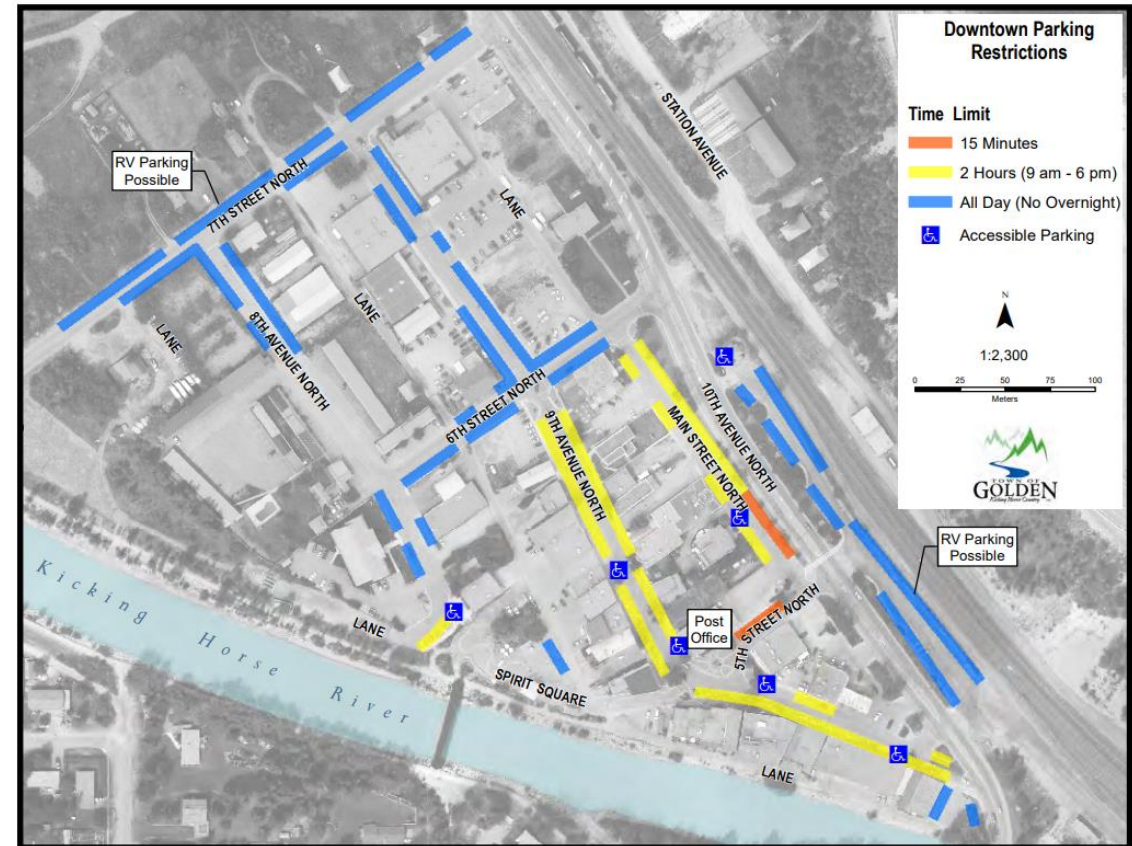 Downtown Parking
Restrictions
Time Limit
15 Minutes
2 Hours (9 am - 6 pm)
All Day (No Overnight)
Accessible Parking
N
1:2,300
0 25 50 75 100
Meters
TOWN OF
GOLDEN
STATION AVENUE
RV Parking
Possible
7TH STREET NORTH
LANE
LANE
LANE
8TH AVENUE NORTH
6TH STREET NORTH
9TH AVENUE NORTH
MAIN STREET NORTH
10TH AVENUE NORTH
RV Parking
Possible
Post
Office
5TH STREET NORTH
LANE
SPIRIT SQUARE
LANE
Kicking Horse River